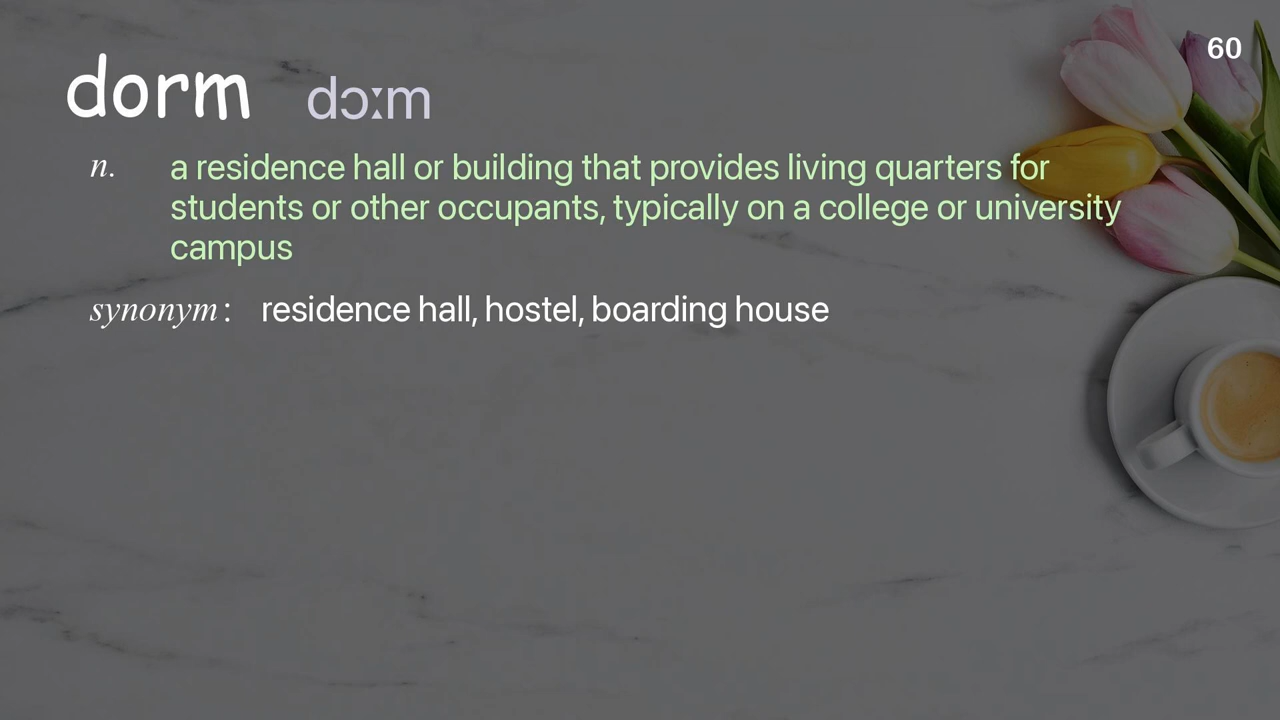 60
dorm dɔːm
n. a residence hall or building that provides living quarters for
students or other occupants, typically on a college or university
campus
synonym : residence hall, hostel, boarding house